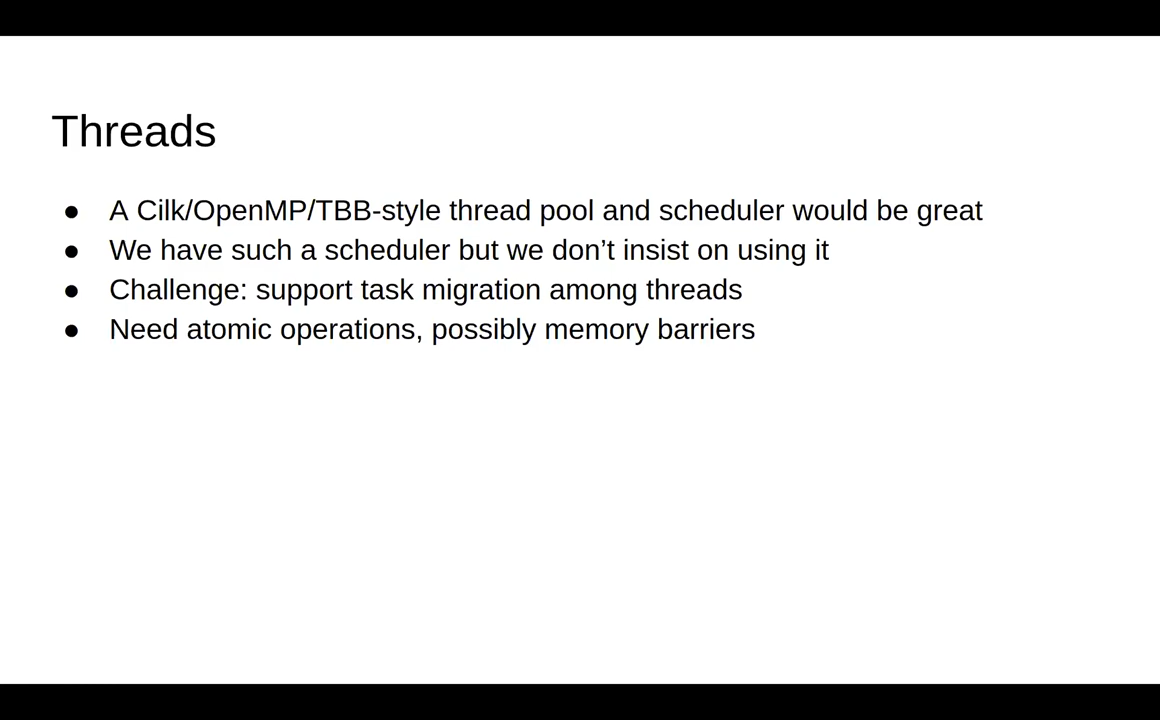 Threads
● A Cilk/OpenMP/TBB-style thread pool and scheduler would be great
● We have such a scheduler but we don’t insist on using it
● Challenge: support task migration among threads
● Need atomic operations, possibly memory barriers